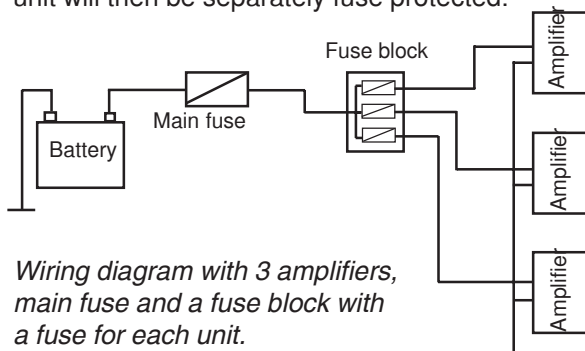 unit will then be separately fuse protected.
Fuse block
Amplifier
Main fuse
Battery
Amplifier
Amplifier
Wiring diagram with 3 amplifiers,
main fuse and a fuse block with
a fuse for each unit.